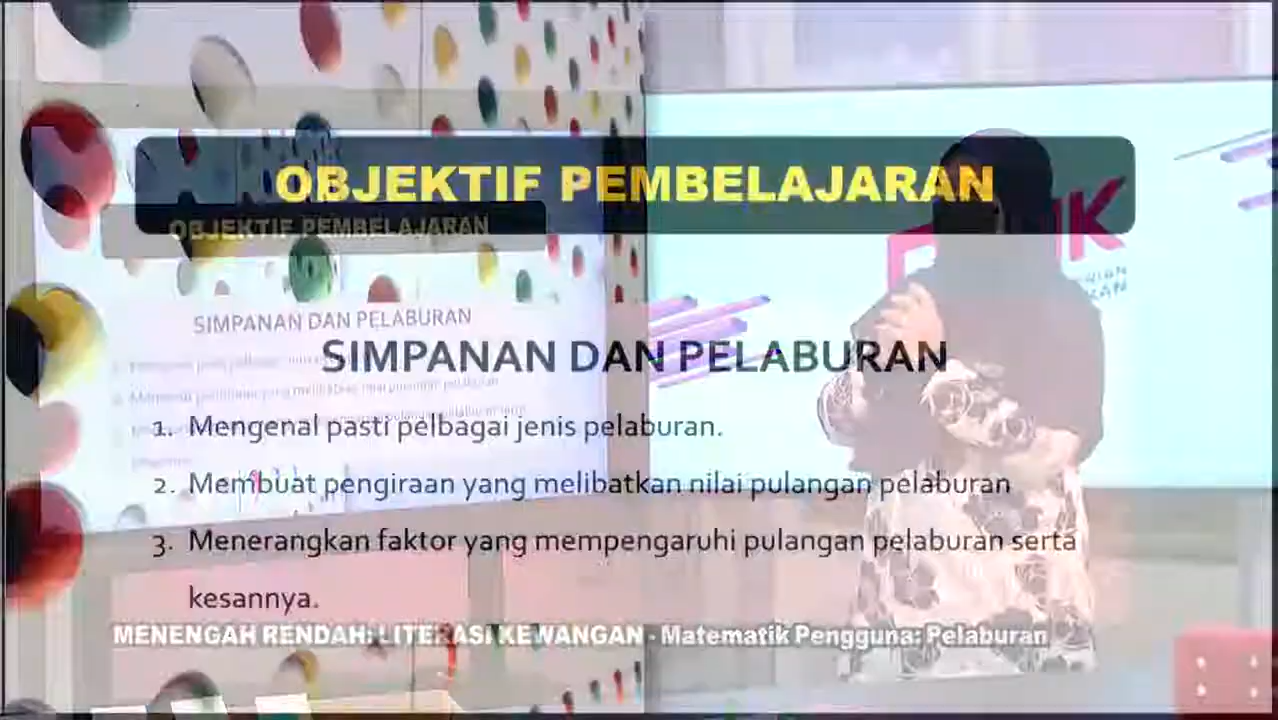 OBJEKTIF PEMBELAJARAN
OBJEKTIF PEMBELAJARAN
SIMPANAN DAN PELABURAN
SIMPANAN DAN PELABURAN
1. Mengenal pasti pelbagai jenis pelaburan.
2. Membuat pengiraan yang melibatkan nilai pulangan pelaburan
3. Menerangkan faktor yang mempengaruhi pulangan pelaburan serta
kesannya.
MENENGAH RENDAH: LITERASI KEWANGAN - Matematik Pengguna: Pelaburan